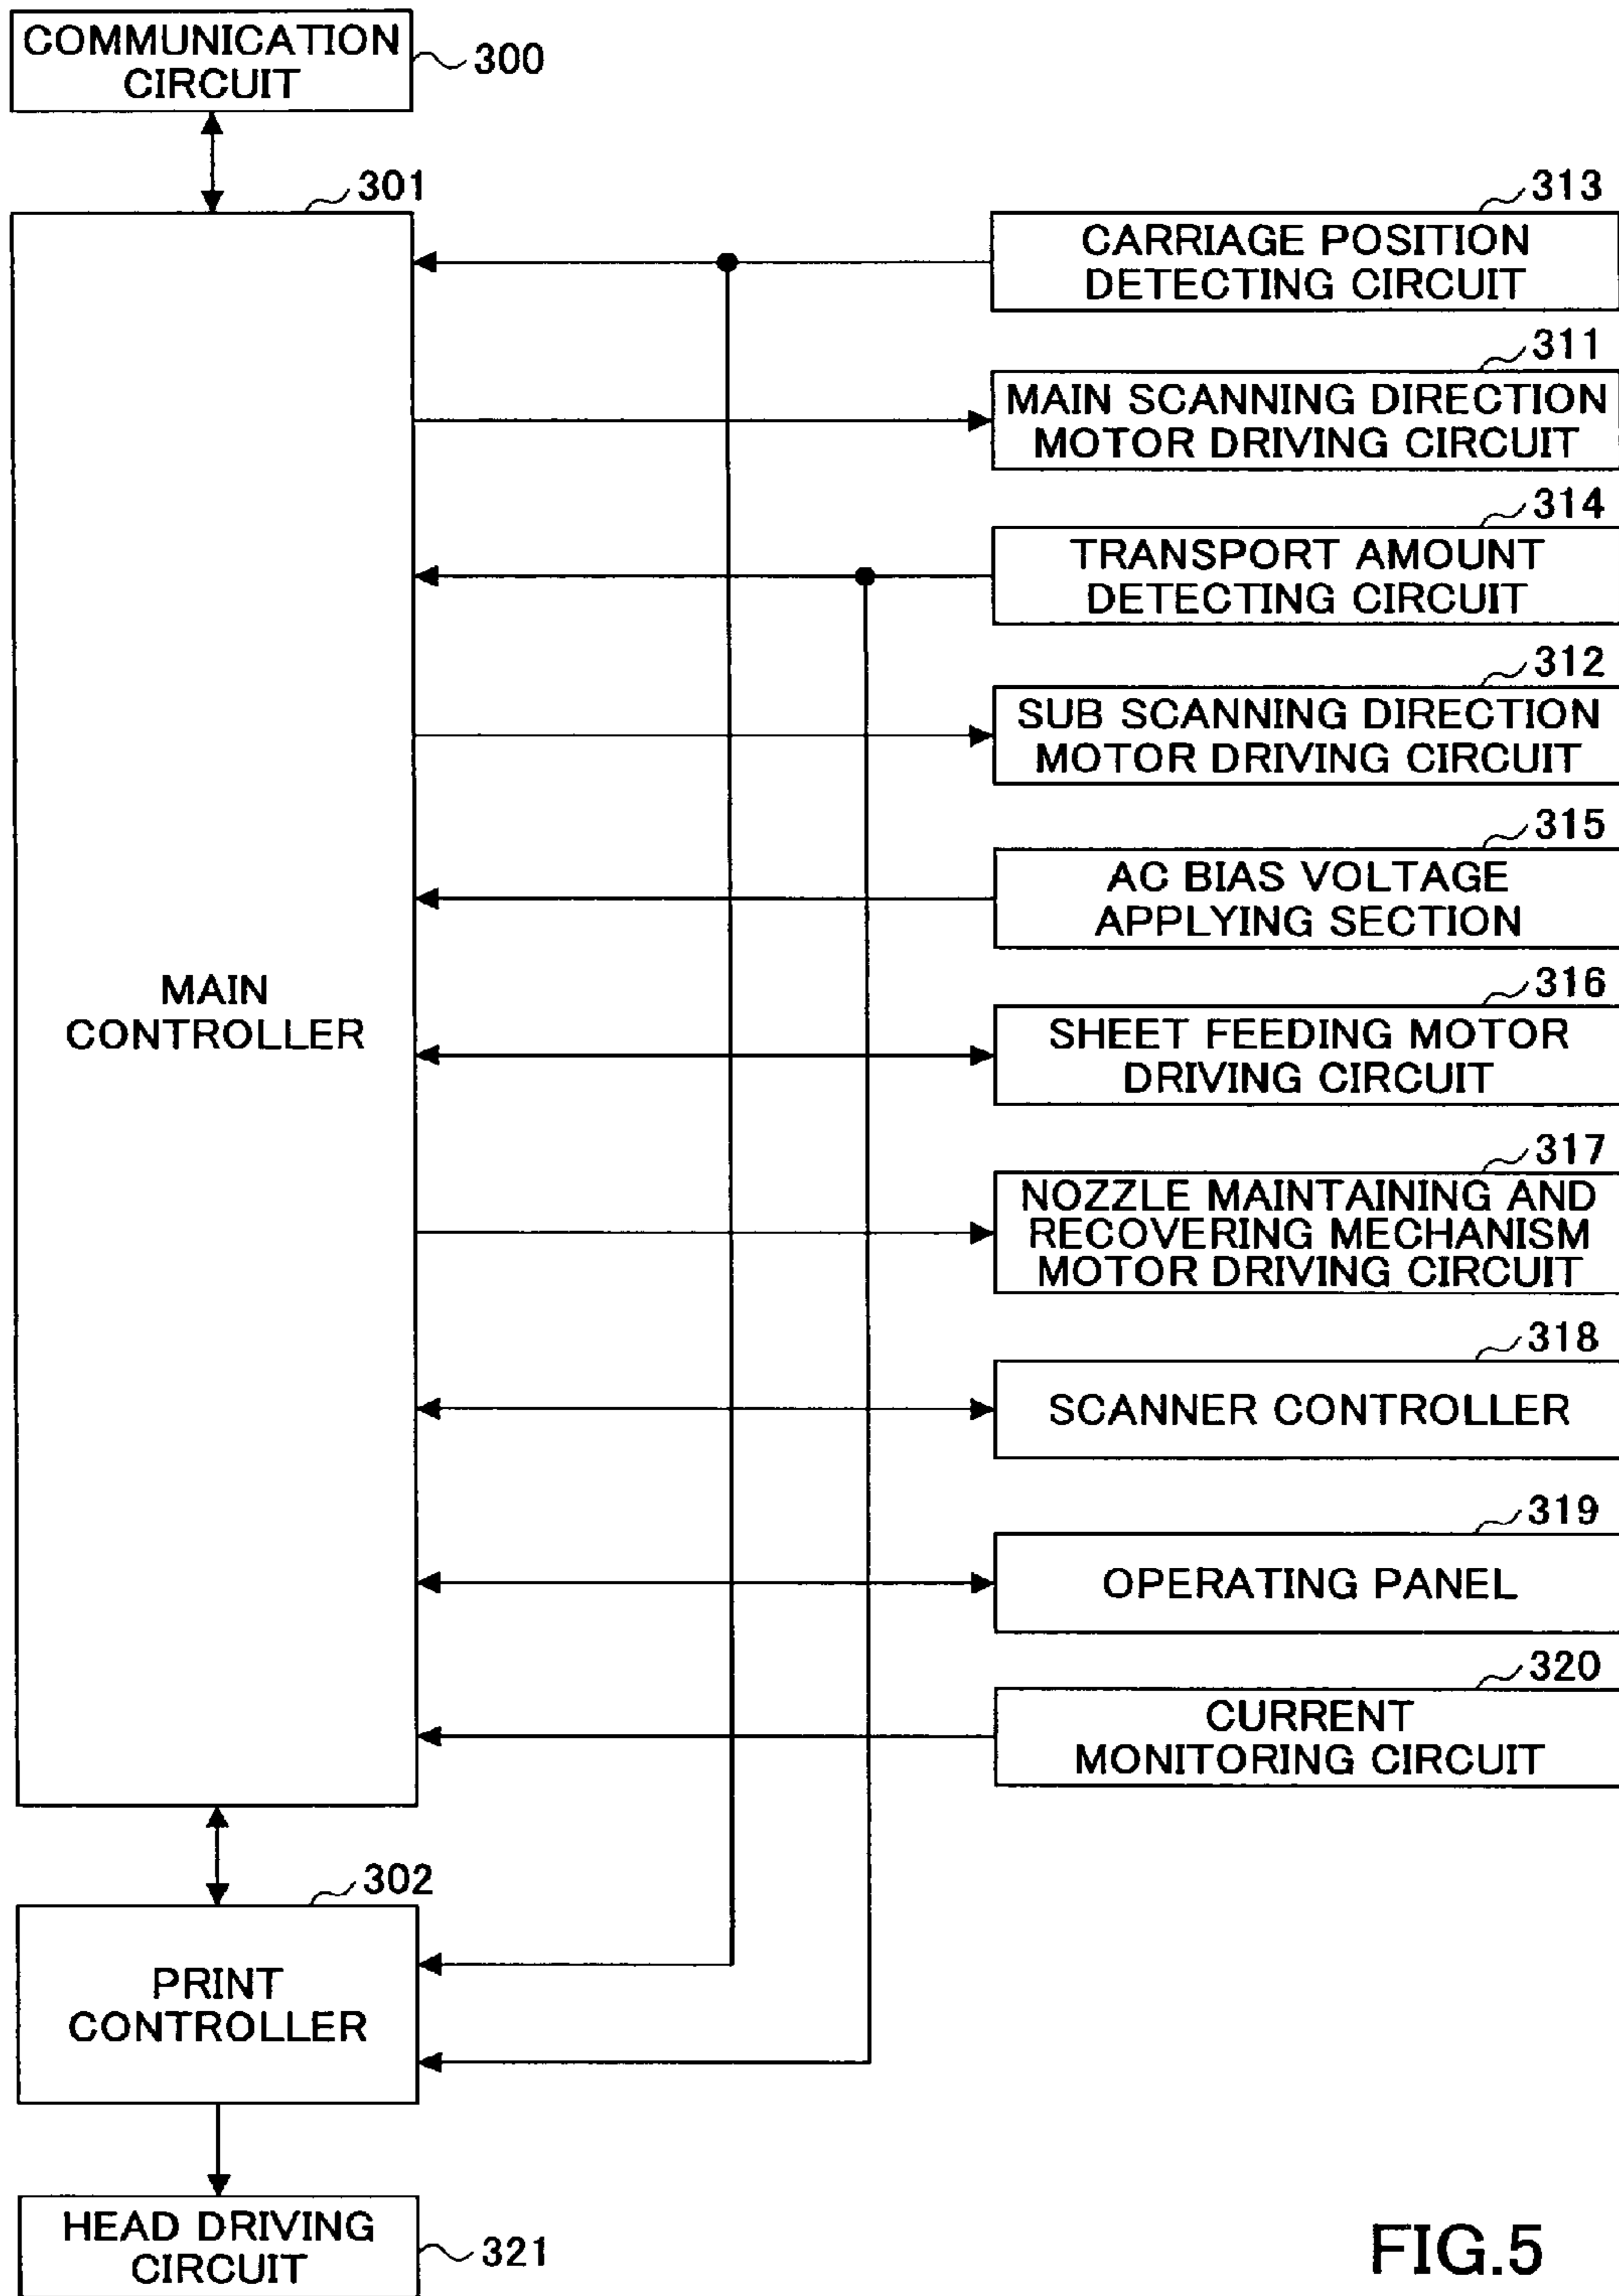 COMMUNICATION
CIRCUIT
300
301
MAIN
CONTROLLER
313
CARRIAGE POSITION
DETECTING CIRCUIT
311
MAIN SCANNING DIRECTION
MOTOR DRIVING CIRCUIT
314
TRANSPORT AMOUNT
DETECTING CIRCUIT
312
SUB SCANNING DIRECTION
MOTOR DRIVING CIRCUIT
315
AC BIAS VOLTAGE
APPLYING SECTION
316
SHEET FEEDING MOTOR
DRIVING CIRCUIT
317
NOZZLE MAINTAINING AND
RECOVERING MECHANISM
MOTOR DRIVING CIRCUIT
318
SCANNER CONTROLLER
319
OPERATING PANEL
320
CURRENT
MONITORING CIRCUIT
302
PRINT
CONTROLLER
HEAD DRIVING
CIRCUIT
321
FIG.5